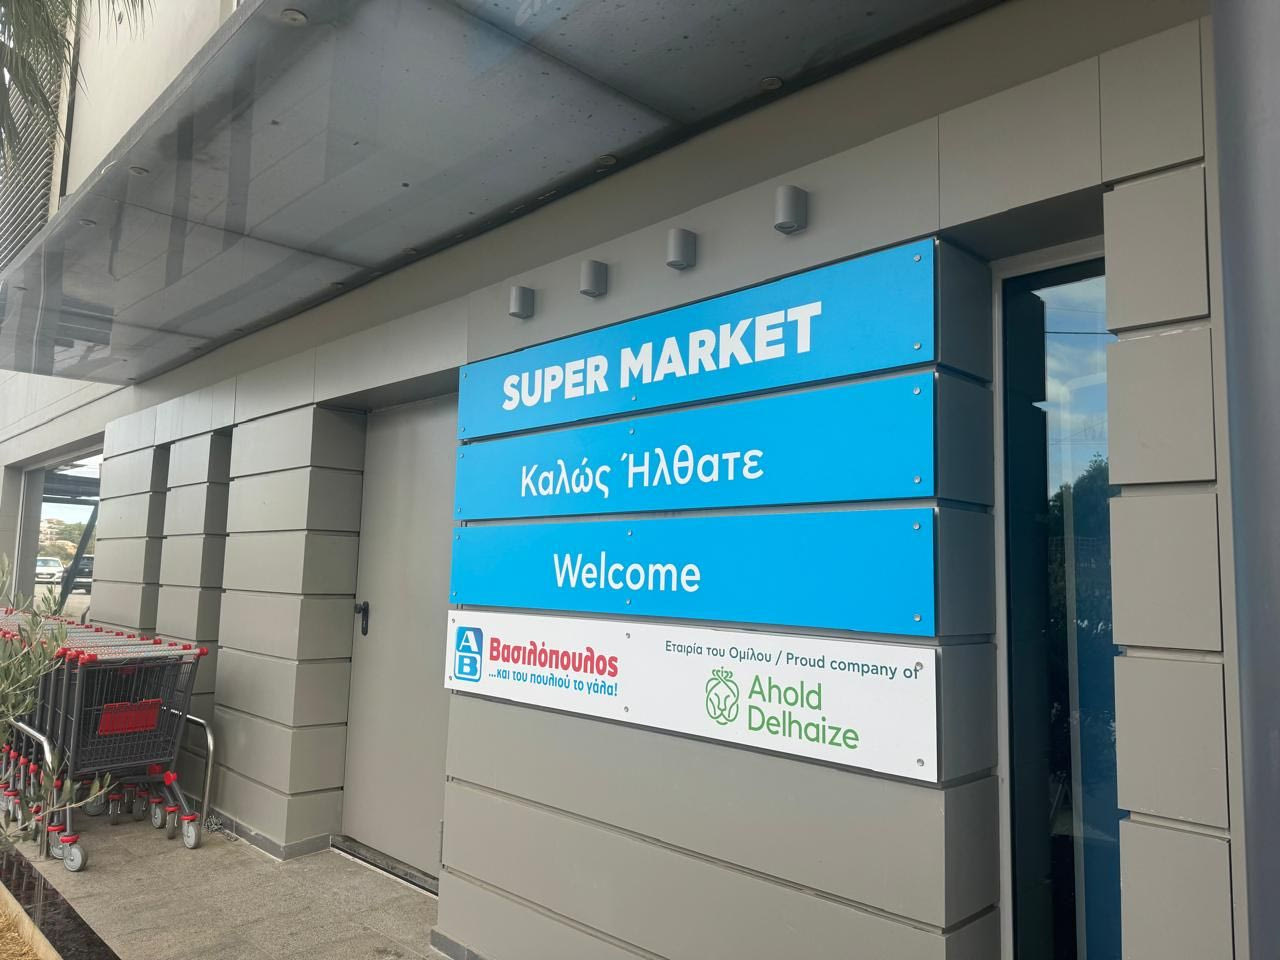 SUPER MARKET
Καλώς Ήλθατε
Welcome
ΑΒ Βασιλόπουλος
...και του πουλιού το γάλα!
Εταιρία του Ομίλου / Proud company of
Ahold
Delhaize